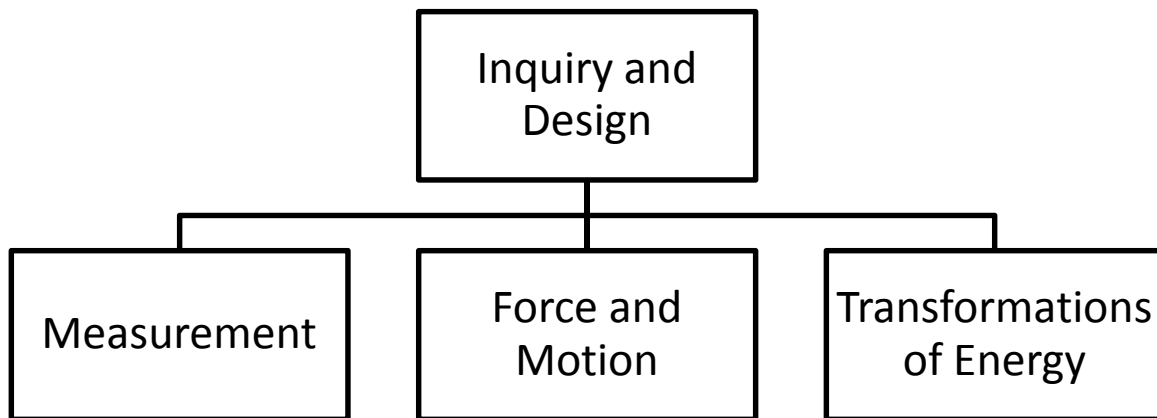 Inquiry and
Design
Measurement
Force and
Motion
Transformations
of Energy